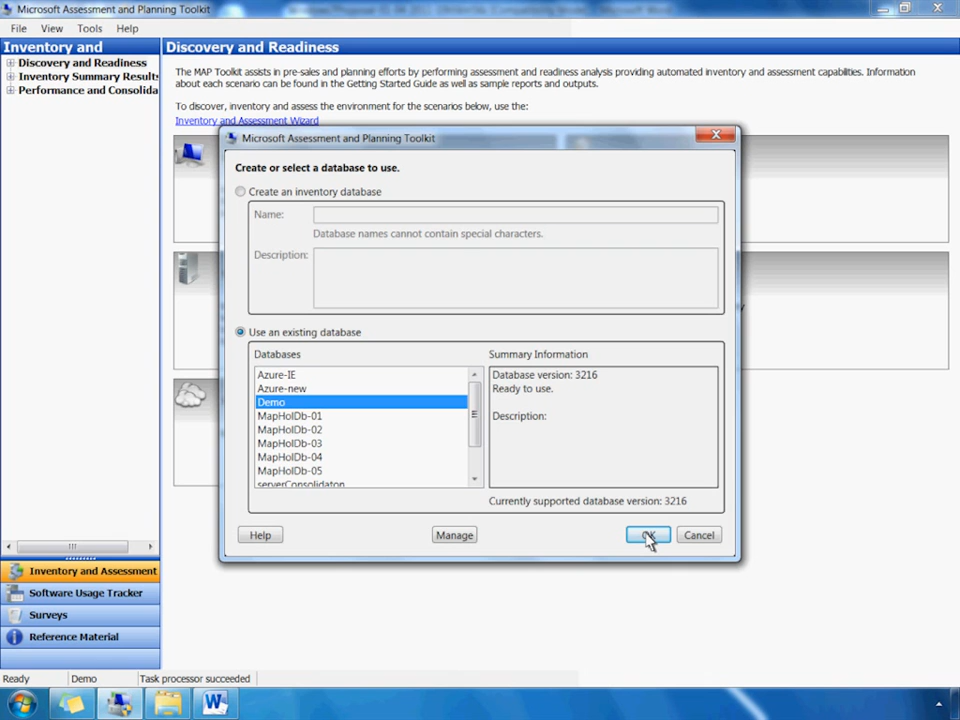 Microsoft Assessment and Planning Toolkit
File View Tools Help
Inventory and
Discovery and Readiness
Inventory Summary Results
Performance and Consolida
Discovery and Readiness
The MAP Toolkit assists in pre-sales and planning efforts by performing assessment and readiness analysis providing automated inventory and assessment capabilities. Information
about each scenario can be found in the Getting Started Guide as well as sample reports and outputs.
To discover, inventory and assess the environment for the scenarios below, use the:
Inventory and Assessment Wizard
Microsoft Assessment and Planning Toolkit
Create or select a database to use.
Create an inventory database
Name:
Database names cannot contain special characters.
Description:
Use an existing database
Databases
Azure-IE
Azure-new
Demo
MapHolDb-01
MapHolDb-02
MapHolDb-03
MapHolDb-04
MapHolDb-05
serverConsolidaton
Summary Information
Database version: 3216
Ready to use.
Description:
Currently supported database version: 3216
Help Manage OK Cancel
Inventory and Assessment
Software Usage Tracker
Surveys
Reference Material
Ready Demo Task processor succeeded